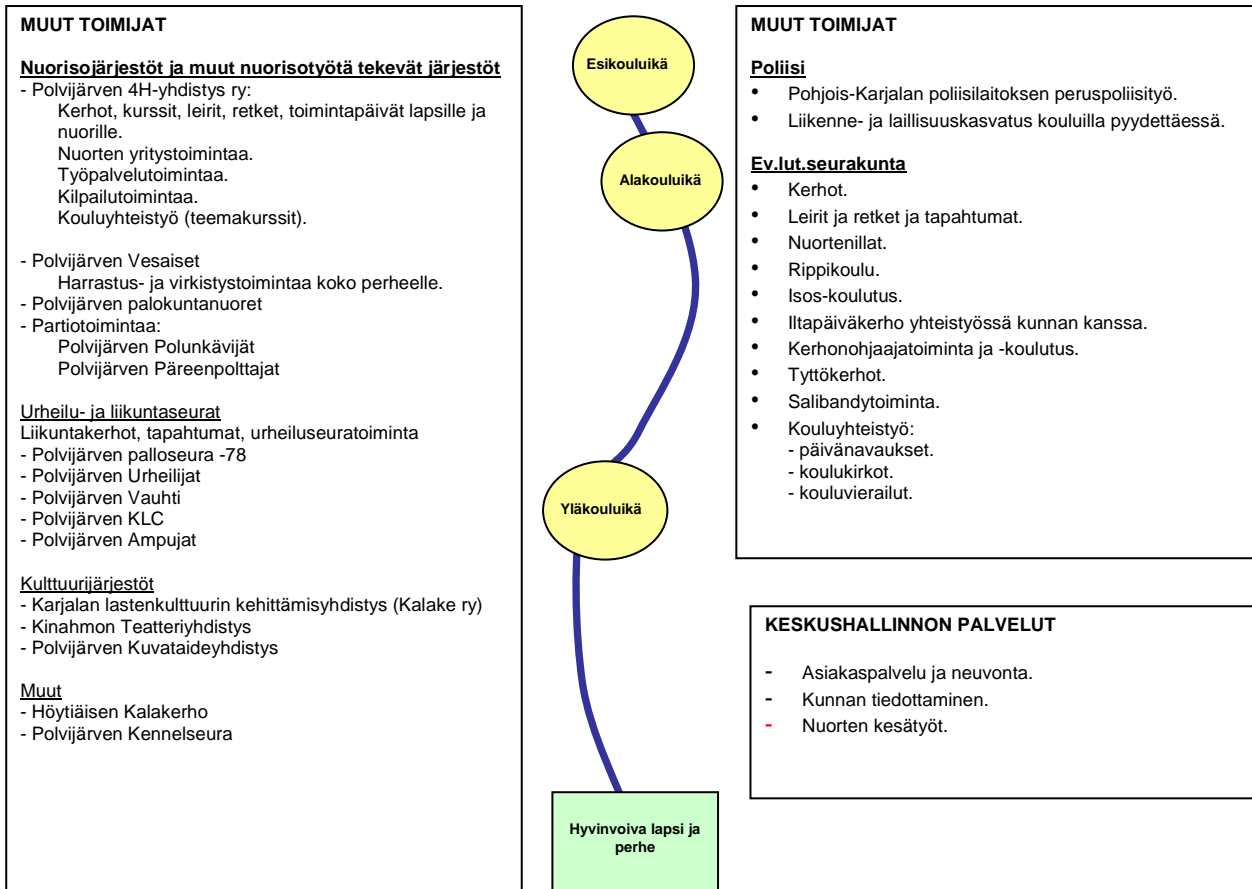 MUUT TOIMIJAT
Nuorisojärjestöt ja muut nuorisotyötä tekevät järjestöt
- Polvijärven 4H-yhdistys ry:
Kerhot, kurssit, leirit, retket, toimintapäivät lapsille ja
nuorille.
Nuorten yritystoimintaa.
Työpalvelutoimintaa.
Kilpailutoimintaa.
Kouluyhteistyö (teemakurssit).
- Polvijärven Vesaiset
Harrastus- ja virkistystoimintaa koko perheelle.
- Polvijärven palokuntanuoret
- Partiotoimintaa:
Polvijärven Polunkävijät
Polvijärven Päreenpolttajat
Urheilu- ja liikuntaseurat
Liikuntakerhot, tapahtumat, urheiluseuratoiminta
- Polvijärven palloseura -78
- Polvijärven Urheilijat
- Polvijärven Vauhti
- Polvijärven KLC
- Polvijärven Ampujat
Kulttuurijärjestöt
- Karjalan lastenkulttuurin kehittämisyhdistys (Kalake ry)
- Kinahmon Teatteriyhdistys
- Polvijärven Kuvataideyhdistys
Muut
- Höytiäisen Kalakerho
- Polvijärven Kennelseura
Esikouluikä
Alakouluikä
Yläkouluikä
Hyvinvoiva lapsi ja
perhe
MUUT TOIMIJAT
Poliisi
• Pohjois-Karjalan poliisilaitoksen peruspoliisityö.
• Liikenne- ja laillisuuskasvatus kouluilla pyydettäessä.
Ev.lut.seurakunta
• Kerhot.
• Leirit ja retket ja tapahtumat.
• Nuortenillat.
• Rippikoulu.
• Isos-koulutus.
• Iltapäiväkerho yhteistyössä kunnan kanssa.
• Kerhonohjaajatoiminta ja -koulutus.
• Tyttökerhot.
• Salibandytoiminta.
• Kouluyhteistyö:
- päivänavaukset.
- koulukirkot.
- kouluvierailut.
KESKUSHALLINNON PALVELUT
- Asiakaspalvelu ja neuvonta.
- Kunnan tiedottaminen.
- Nuorten kesätyöt.